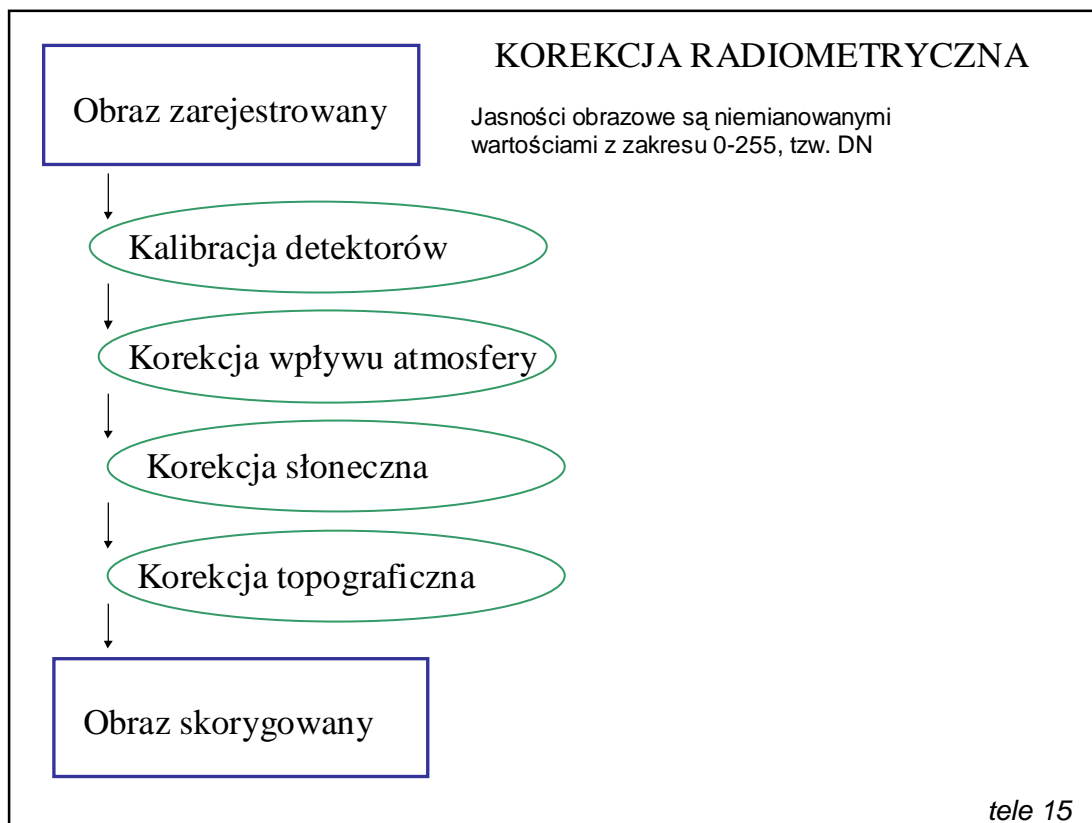 KOREKCJA RADIOMETRYCZNA
Obraz zarejestrowany
Jasności obrazowe są niemianowanymi
wartościami z zakresu 0-255, tzw. DN
Kalibracja detektorów
Korekcja wpływu atmosfery
Korekcja słoneczna
Korekcja topograficzna
Obraz skorygowany
tele 15